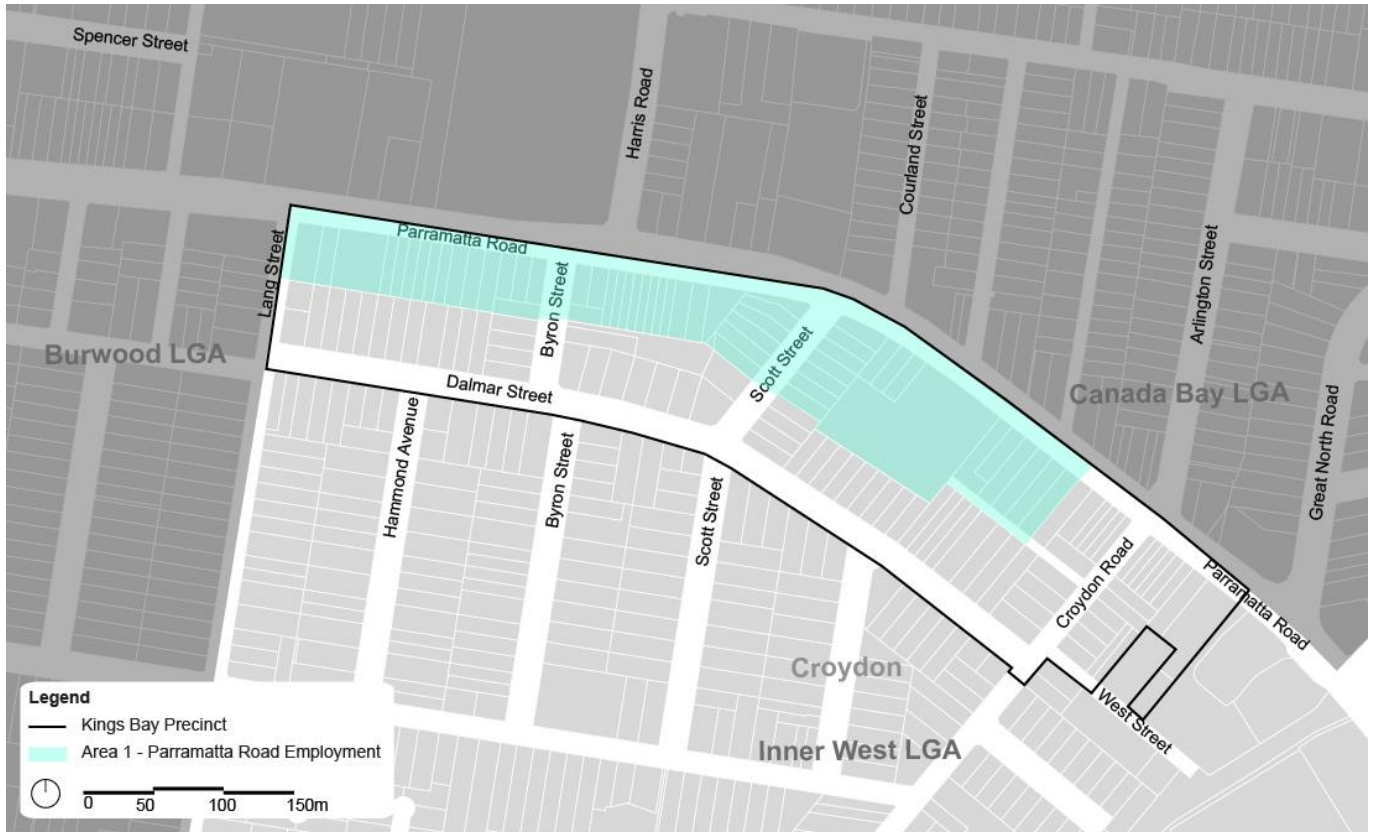 Spencer Street
Harris Road
Courland Street
Arlington Street
Great North Road
Lang Street
Parramatta Road
Byron Street
Scott Street
Burwood LGA
Canada Bay LGA
Dalmar Street
Hammond Avenue
Byron Street
Scott Street
Croydon Road
Parramatta Road
Croydon
West Street
Inner West LGA
Legend
Kings Bay Precinct
Area 1 - Parramatta Road Employment
0 50 100 150m